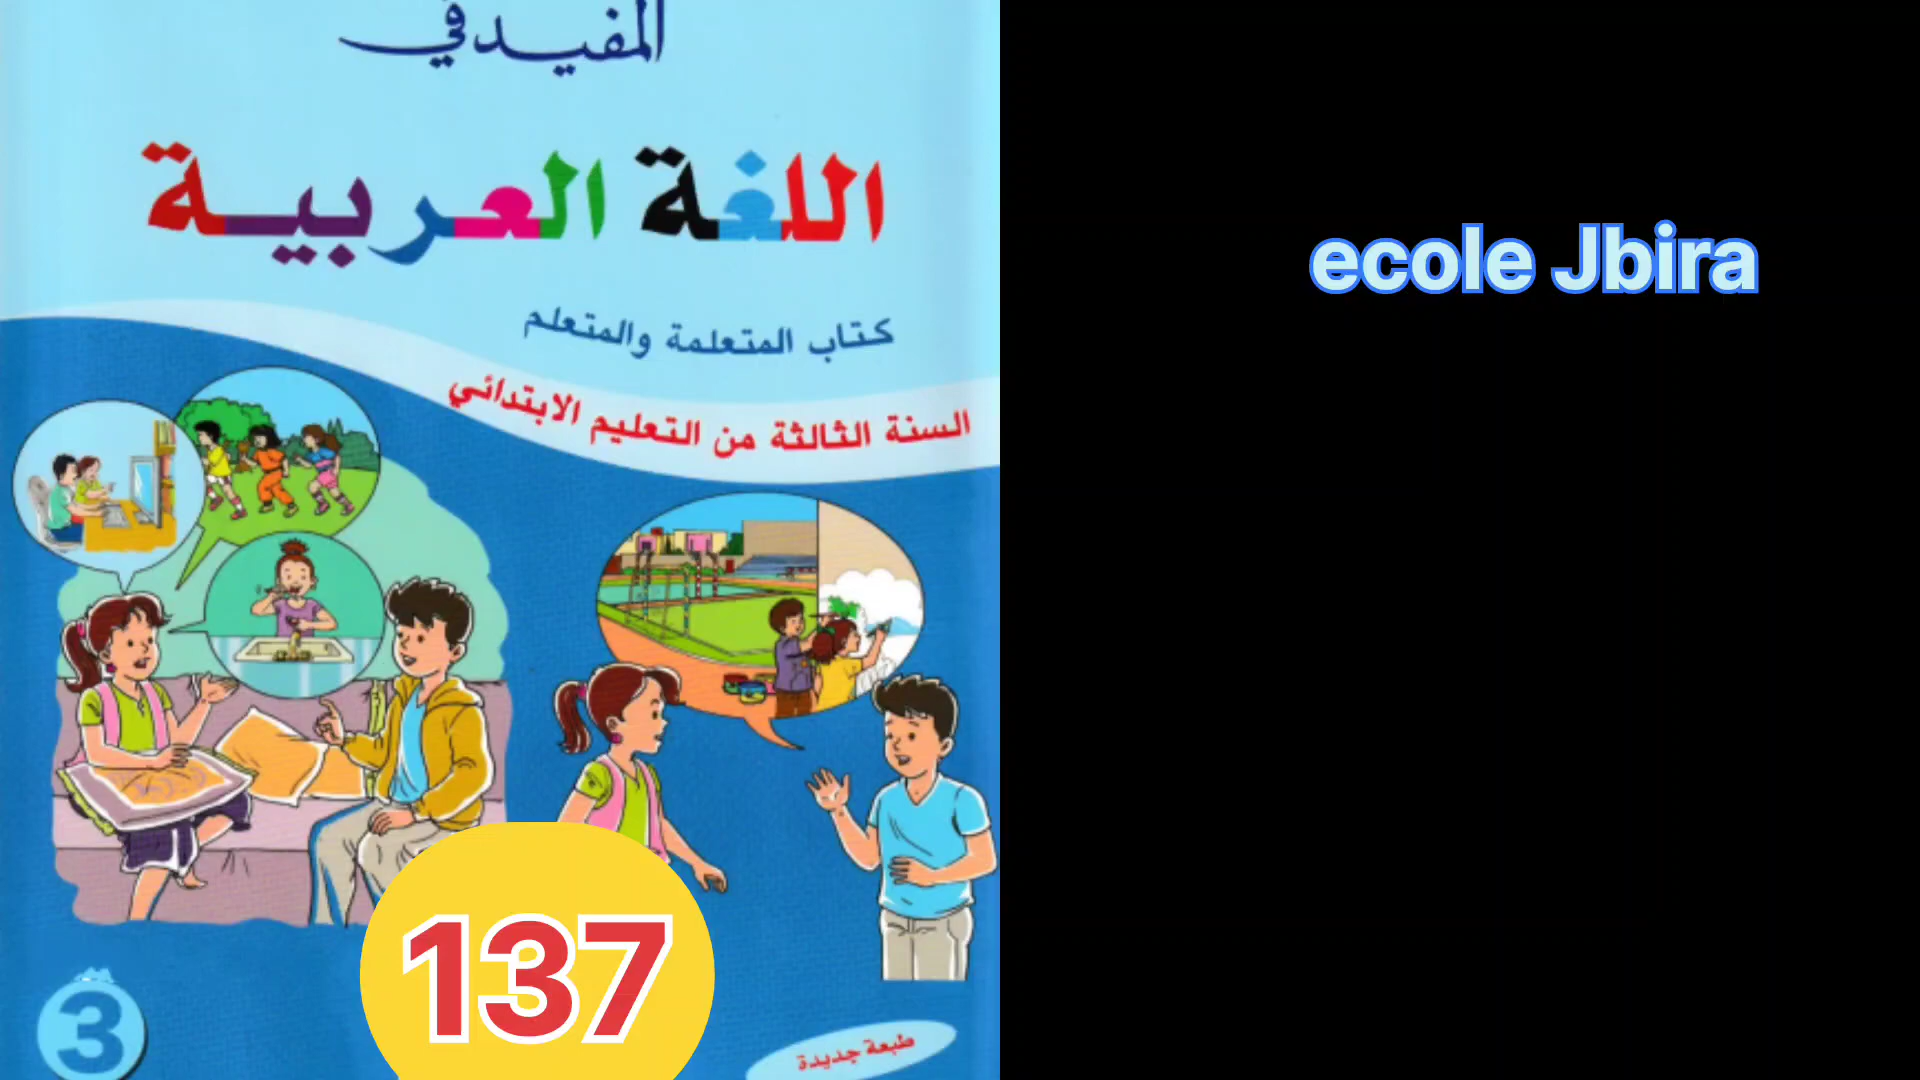 المفيد في
اللغة العربية
كتاب المتعلمة والمتعلم
السنة الثالثة من التعليم الابتدائي
137
3
طبعة جديدة
ecole Jbira